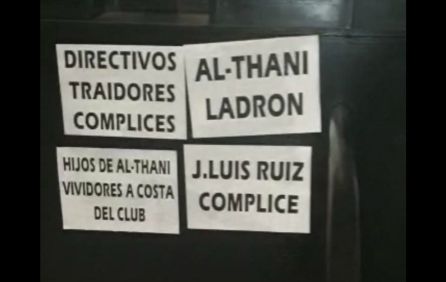 DIRECTIVOS
TRAIDORES
COMPLICES
AL-THANI
LADRON
HIJOS DE AL-THANI
VIVIDORES A COSTA
DEL CLUB
J.LUIS RUIZ
COMPLICE